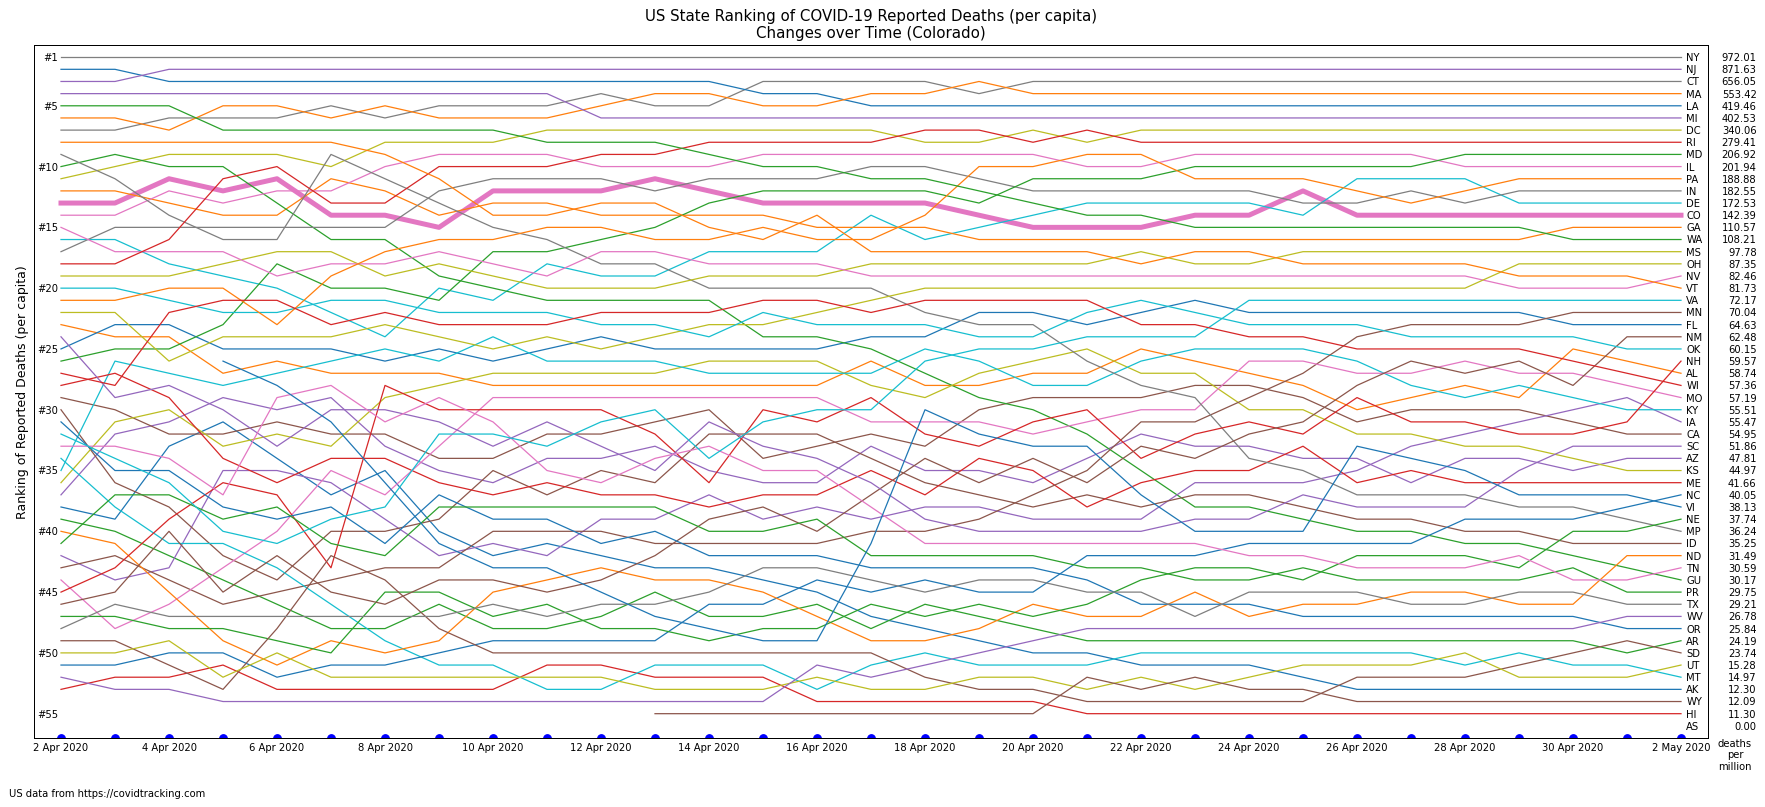 US State Ranking of COVID-19 Reported Deaths (per capita)
Changes over Time (Colorado)
Ranking of Reported Deaths (per capita)
#1
#5
#10
#15
#20
#25
#30
#35
#40
#45
#50
#55
NY 972.01
NJ 871.63
CT 656.05
MA 553.42
LA 419.46
MI 402.53
DC 340.06
RI 279.41
MD 206.92
IL 201.94
PA 188.88
IN 182.55
DE 172.53
CO 142.39
GA 110.57
WA 108.21
MS 97.78
OH 87.35
NV 82.46
VT 81.73
VA 72.17
MN 70.04
FL 64.63
NM 62.48
OK 60.15
NH 59.57
AL 58.74
WI 57.36
MO 57.19
KY 55.51
IA 55.47
CA 54.95
SC 51.86
AZ 47.81
KS 44.97
ME 41.66
NC 40.05
VI 38.13
NE 37.74
MP 36.24
ID 35.25
ND 31.49
TN 30.59
GU 30.17
PR 29.75
TX 29.21
WV 26.78
OR 25.84
AR 24.19
SD 23.74
UT 15.28
MT 14.97
AK 12.30
WY 12.09
HI 11.30
AS 0.00
2 Apr 2020 4 Apr 2020 6 Apr 2020 8 Apr 2020 10 Apr 2020 12 Apr 2020 14 Apr 2020 16 Apr 2020 18 Apr 2020 20 Apr 2020 22 Apr 2020 24 Apr 2020 26 Apr 2020 28 Apr 2020 30 Apr 2020 2 May 2020
deaths
per
million
US data from https://covidtracking.com